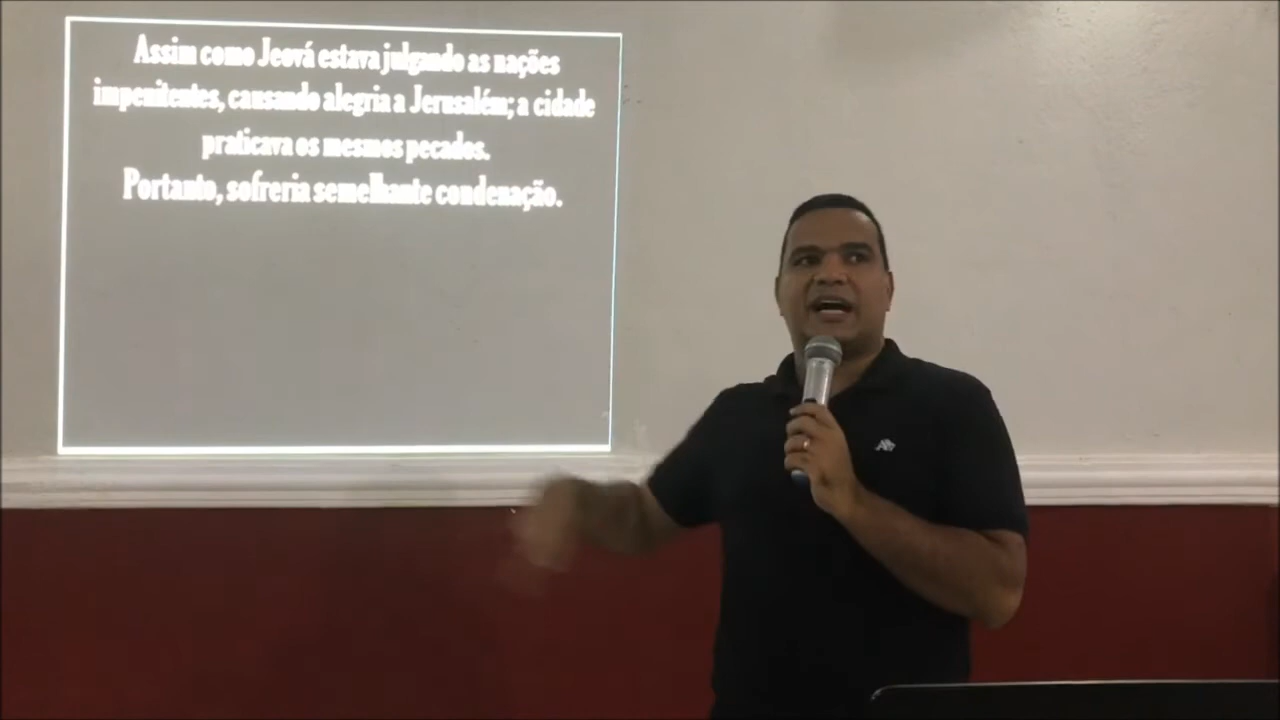 Assim como Jeová estava julgando as nações
impenitentes, causando alegria a Jerusalém; a cidade
praticava os mesmos pecados.
Portanto, sofreria semelhante condenação.